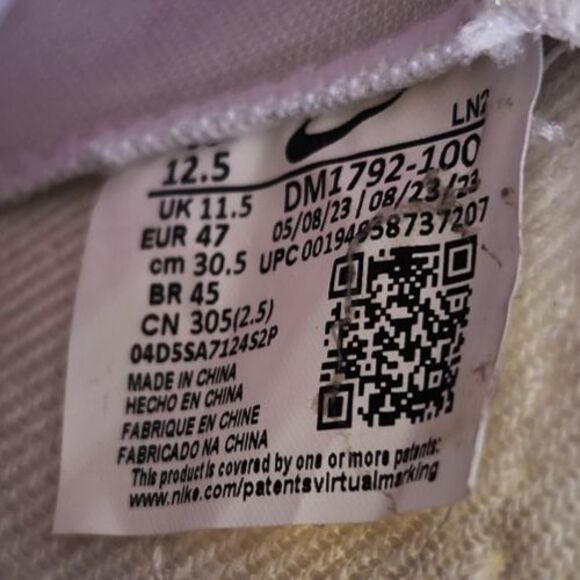 LN2
12.5
DM1792-100
UK 11.5
05/08/23 / 08/23/23
EUR 47
cm 30.5
BR 45
CN 305(2.5)
04D5SA7124S2P
MADE IN CHINA
HECHO EN CHINA
FABRIQUE EN CHINE
FABRICADO NA CHINA
This product is covered by one or more patents:
www.nike.com/patentsvirtualmarking